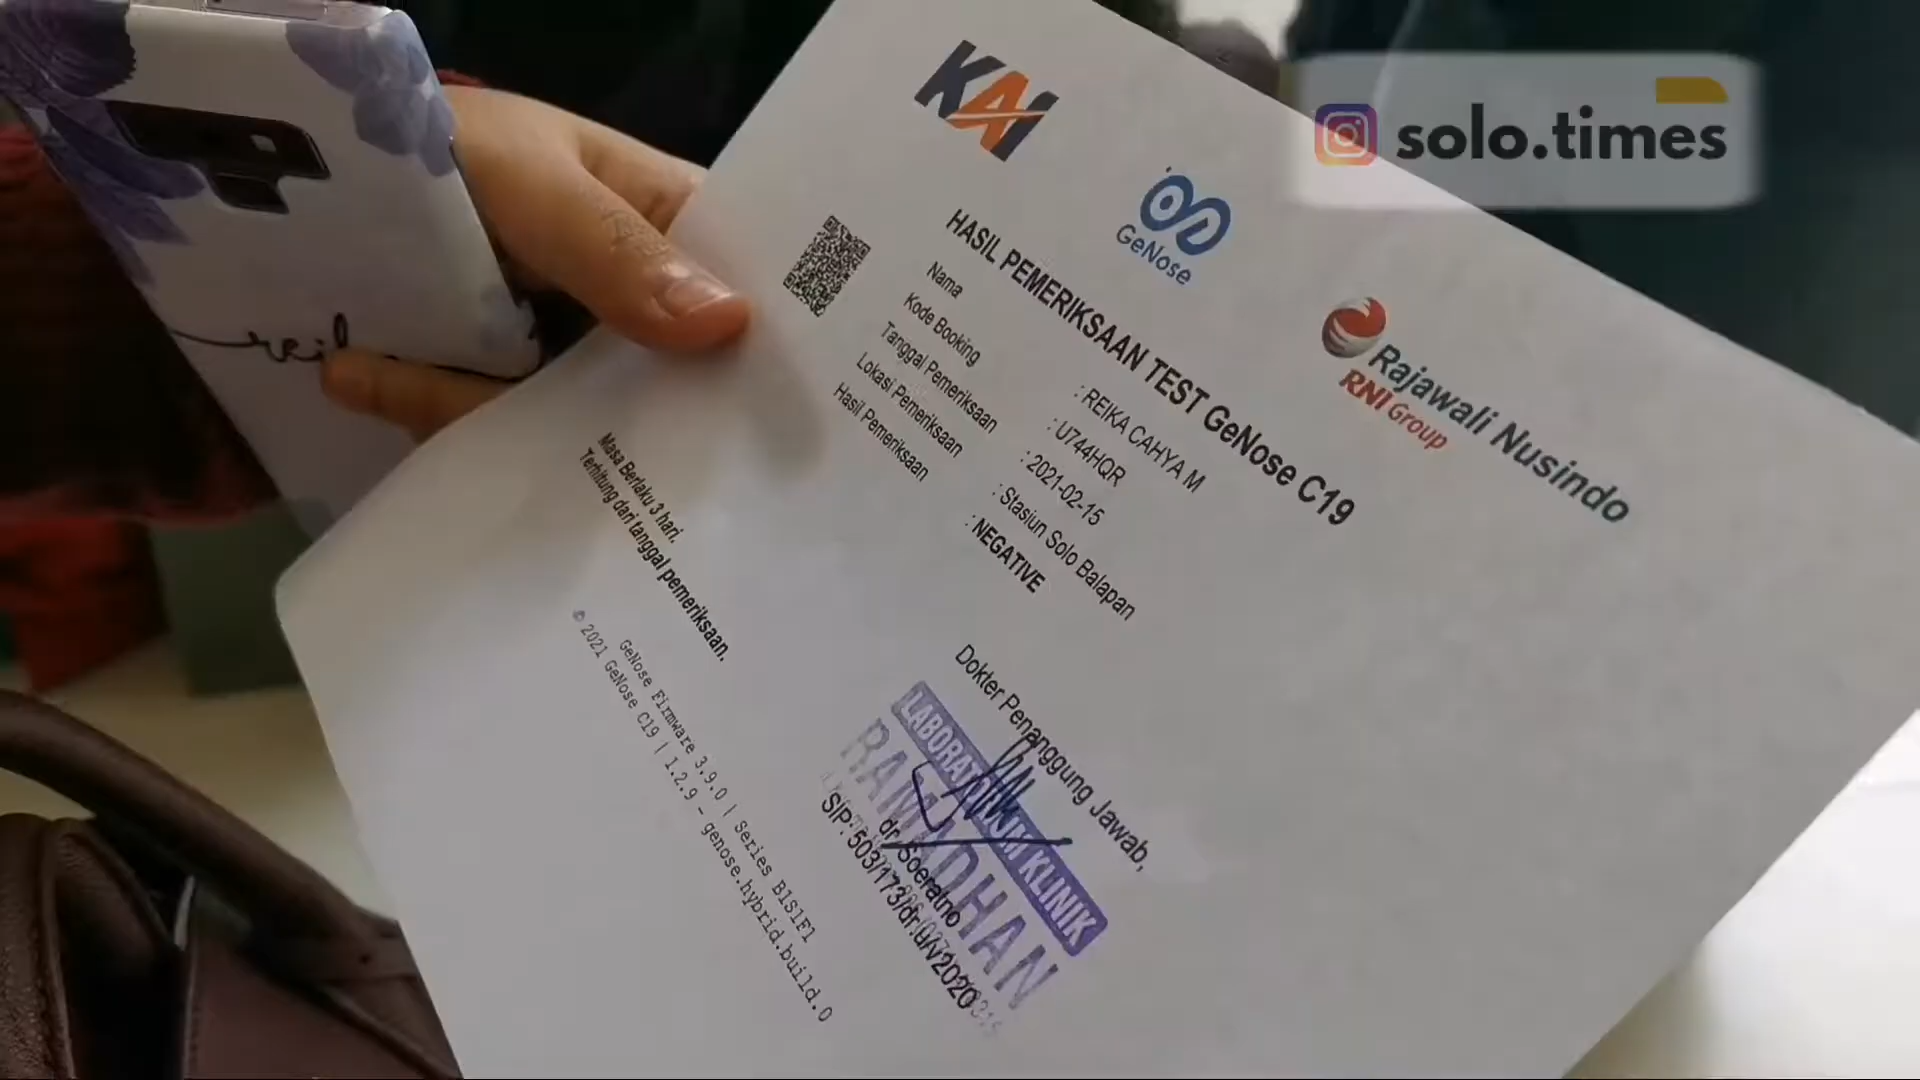 KAI
GeNose
Rajawali Nusindo
RNI Group
solo.times
HASIL PEMERIKSAAN TEST GeNose C19
Nama : REIKA CAHYA M
Kode Booking : U744HQR
Tanggal Pemeriksaan : 2021-02-15
Lokasi Pemeriksaan : Stasiun Solo Balapan
Hasil Pemeriksaan : NEGATIVE
Masa Berlaku 3 hari.
Terhitung dari tanggal pemeriksaan.
Dokter Penanggung Jawab,
LABORATORIUM KLINIK
RAMADHAN
dr. Soeratno
SIP: 503/173/dr.u/v2020
GeNose Firmware 3.9.0 | Series B1S1F1
© 2021 GeNose C19 | 1.2.9 - genose.hybrid.build.0